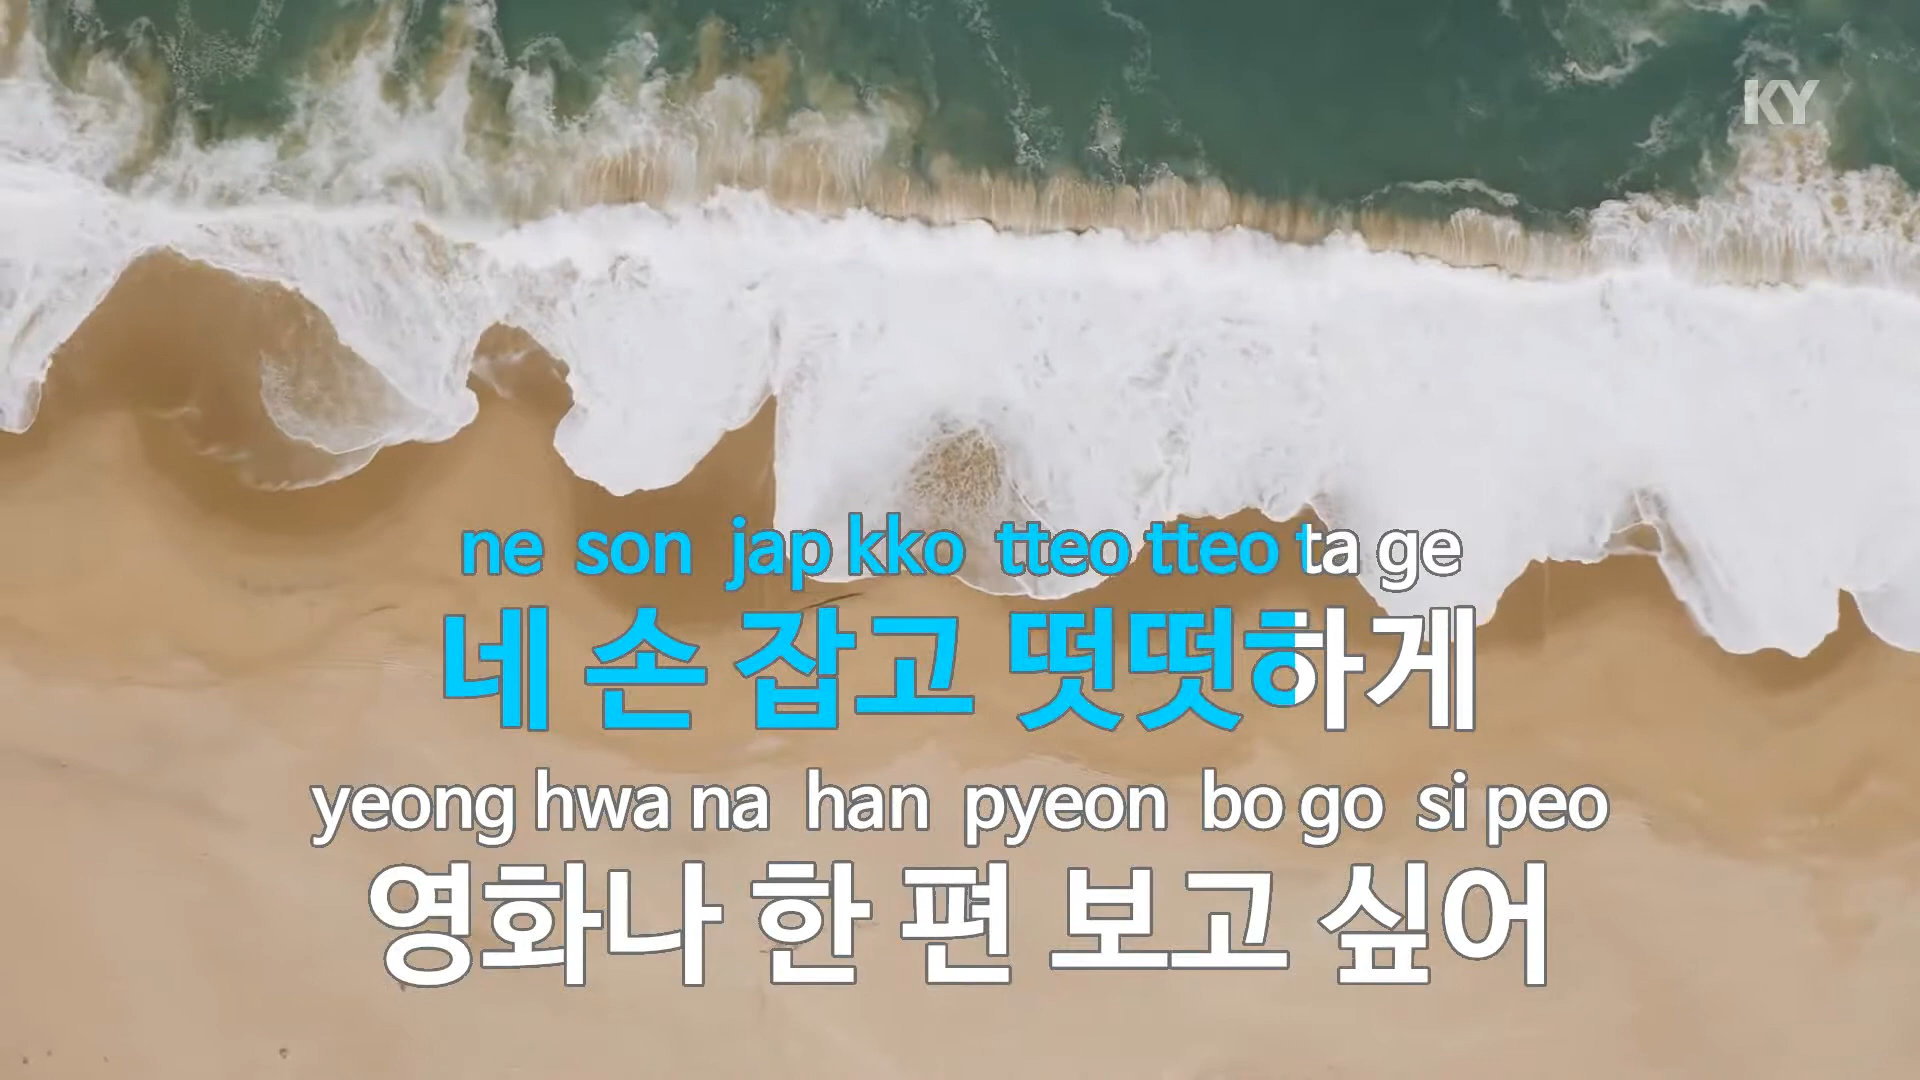 KY
ne son jap kko tteo tteo ta ge
네 손 잡고 떳떳하게
yeong hwa na han pyeon bo go si peo
영화나 한 편 보고 싶어